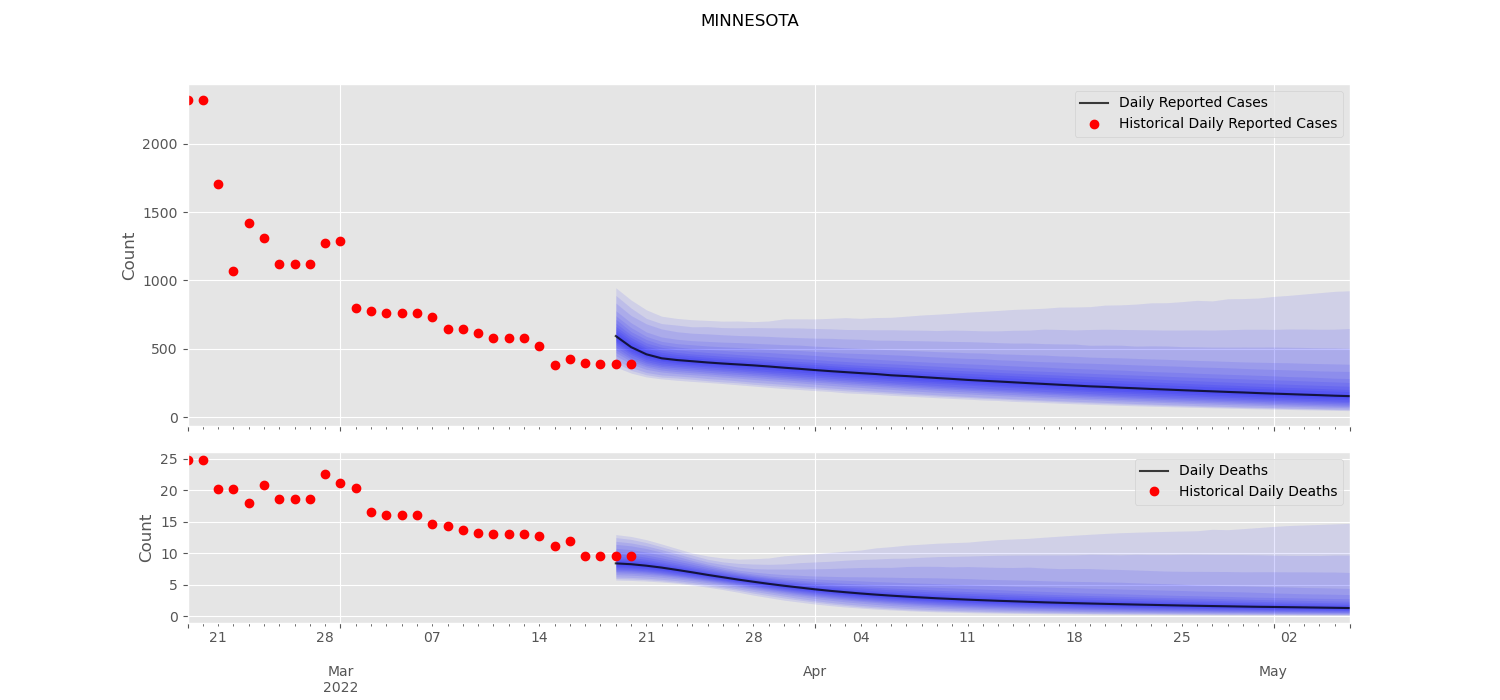 MINNESOTA
Count
2000
1500
1000
500
0
Daily Reported Cases
Historical Daily Reported Cases
Count
25
20
15
10
5
0
Daily Deaths
Historical Daily Deaths
21 28 07 14 21 28 04 11 18 25 02
Mar Apr May
2022